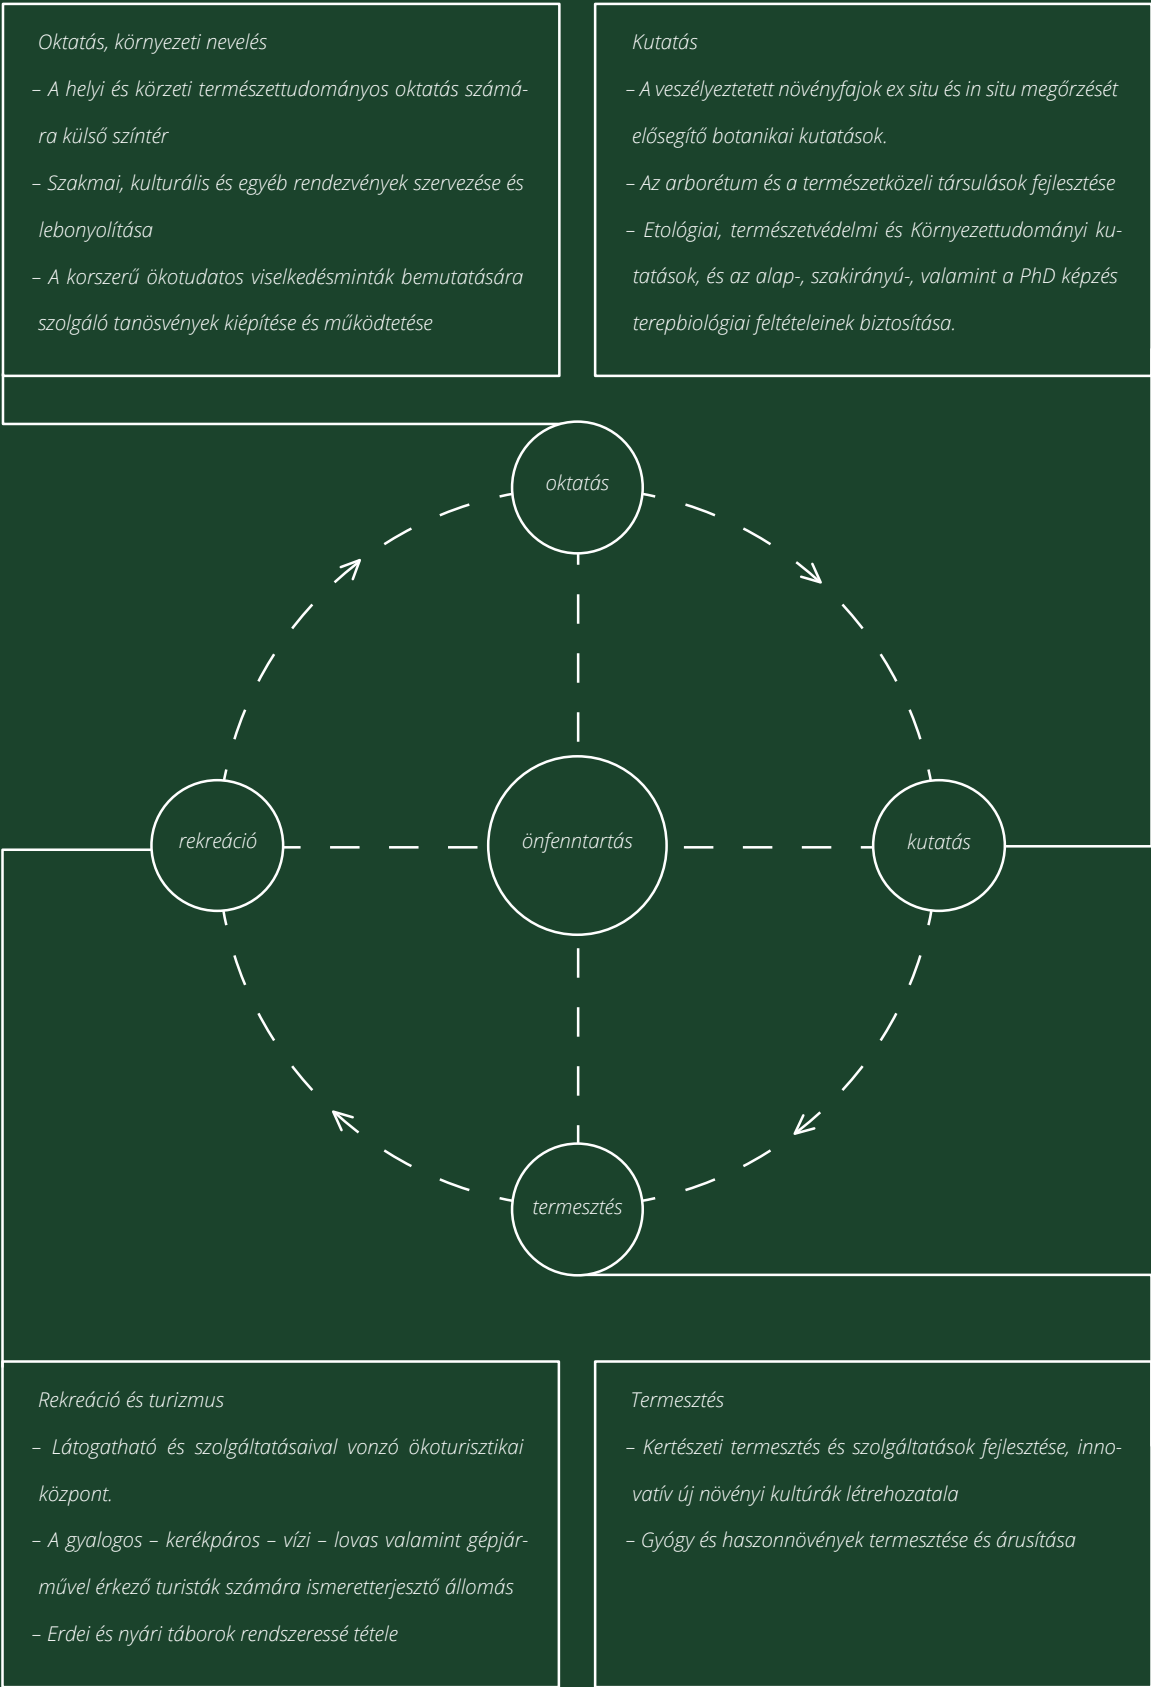 Oktatás, környezeti nevelés
– A helyi és körzeti természettudományos oktatás számá-
ra külső színtér
– Szakmai, kulturális és egyéb rendezvények szervezése és
lebonyolítása
– A korszerű ökotudatos viselkedésminták bemutatására
szolgáló tanösvények kiépítése és működtetése
Kutatás
– A veszélyeztetett növényfajok ex situ és in situ megőrzését
elősegítő botanikai kutatások.
– Az arborétum és a természetközeli társulások fejlesztése
– Etológiai, természetvédelmi és Környezettudományi ku-
tatások, és az alap-, szakirányú-, valamint a PhD képzés
terepbiológiai feltételeinek biztosítása.
oktatás
rekreáció
önfenntartás
kutatás
termesztés
Rekreáció és turizmus
– Látogatható és szolgáltatásaival vonzó ökoturisztikai
központ.
– A gyalogos – kerékpáros – vízi – lovas valamint gépjár-
művel érkező turisták számára ismeretterjesztő állomás
– Erdei és nyári táborok rendszeressé tétele
Termesztés
– Kertészeti termesztés és szolgáltatások fejlesztése, inno-
vatív új növényi kultúrák létrehozatala
– Gyógy és haszonnövények termesztése és árusítása